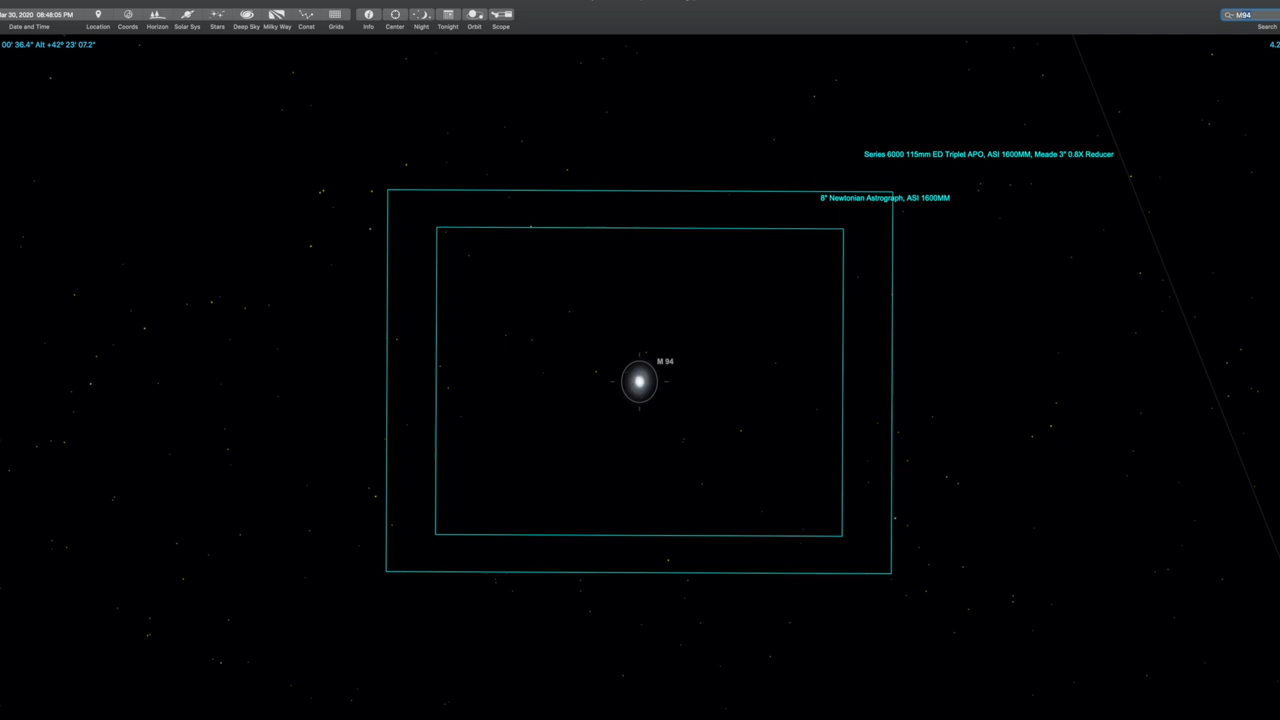 Mar 30, 2020 08:48:05 PM
M94
Date and Time Location Coords Horizon Solar Sys Stars Deep Sky Milky Way Const Grids Info Center Night Tonight Orbit Scope Search
00' 36.4" Alt +42° 23' 07.2"
4.2
Series 6000 115mm ED Triplet APO, ASI 1600MM, Meade 3" 0.8X Reducer
8" Newtonian Astrograph, ASI 1600MM
M 94